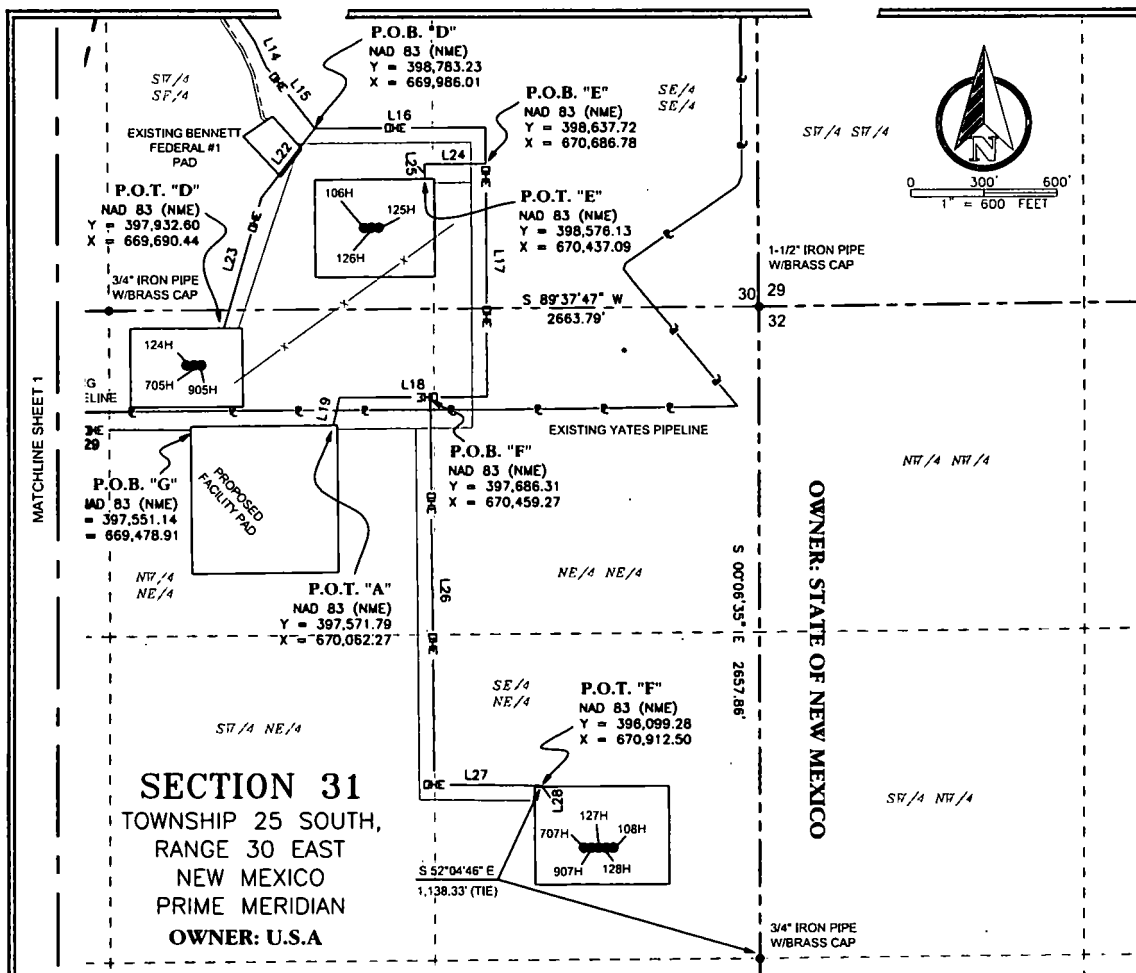 L14
OHE
L15
P.O.B. "D"
NAD 83 (NME)
Y = 398,783.23
X = 669,986.01
SW/4
SE/4
EXISTING BENNETT
FEDERAL #1
PAD
L22
L16
OHE
P.O.B. "E"
NAD 83 (NME)
Y = 398,637.72
X = 670,686.78
SE/4
SE/4
SW/4 SW/4
N
0 300' 600'
1" = 600 FEET
L24
L25
OHE
P.O.T. "D"
NAD 83 (NME)
Y = 397,932.60
X = 669,690.44
OHE
L23
106H
125H
126H
P.O.T. "E"
NAD 83 (NME)
Y = 398,576.13
X = 670,437.09
L17
3/4" IRON PIPE
W/BRASS CAP
1-1/2" IRON PIPE
W/BRASS CAP
X
X
X
S 89°37'47" W
2663.79'
OHE
30
29
32
124H
705H
905H
MATCHLINE SHEET 1
G
ELINE
L18
OHE
L19
EXISTING YATES PIPELINE
OHE
29
P.O.B. "G"
NAD 83 (NME)
= 397,551.14
= 669,478.91
PROPOSED
FACILITY PAD
P.O.B. "F"
NAD 83 (NME)
Y = 397,686.31
X = 670,459.27
OHE
NW/4 NW/4
NW/4
NE/4
P.O.T. "A"
NAD 83 (NME)
Y = 397,571.79
X = 670,062.27
L26
OHE
NE/4 NE/4
S 00°06'35" E 2657.86'
OWNER: STATE OF NEW MEXICO
SW/4 NE/4
SE/4
NE/4
P.O.T. "F"
NAD 83 (NME)
Y = 396,099.28
X = 670,912.50
OHE
L27
L28
SW/4 NW/4
SECTION 31
TOWNSHIP 25 SOUTH,
RANGE 30 EAST
NEW MEXICO
PRIME MERIDIAN
OWNER: U.S.A
127H
707H
108H
907H
128H
S 52°04'46" E
1,138.33' (TIE)
3/4" IRON PIPE
W/BRASS CAP